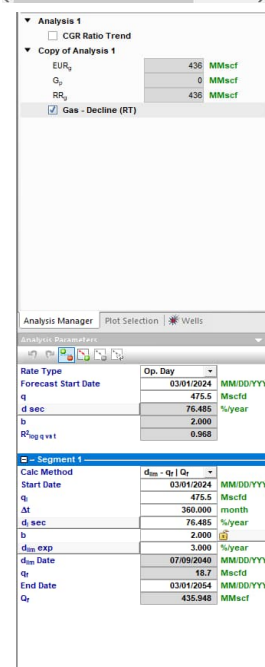 Analysis 1
CGR Ratio Trend
Copy of Analysis 1
EURg 436 MMscf
Gp 0 MMscf
RRg 436 MMscf
Gas - Decline (RT)
Analysis Manager Plot Selection Wells
Analysis Parameters
Rate Type Op. Day
Forecast Start Date 03/01/2024 MM/DD/YYY
q 475.5 Mscfd
d sec 76.485 %/year
b 2.000
R²log q vs t 0.968
– Segment 1
Calc Method dlim - qf | Qf
Start Date 03/01/2024 MM/DD/YYY
qi 475.5 Mscfd
Δt 360.000 month
di sec 76.485 %/year
b 2.000
dlim exp 3.000 %/year
dlim Date 07/09/2040 MM/DD/YYY
qf 18.7 Mscfd
End Date 03/01/2054 MM/DD/YYY
Qf 435.948 MMscf